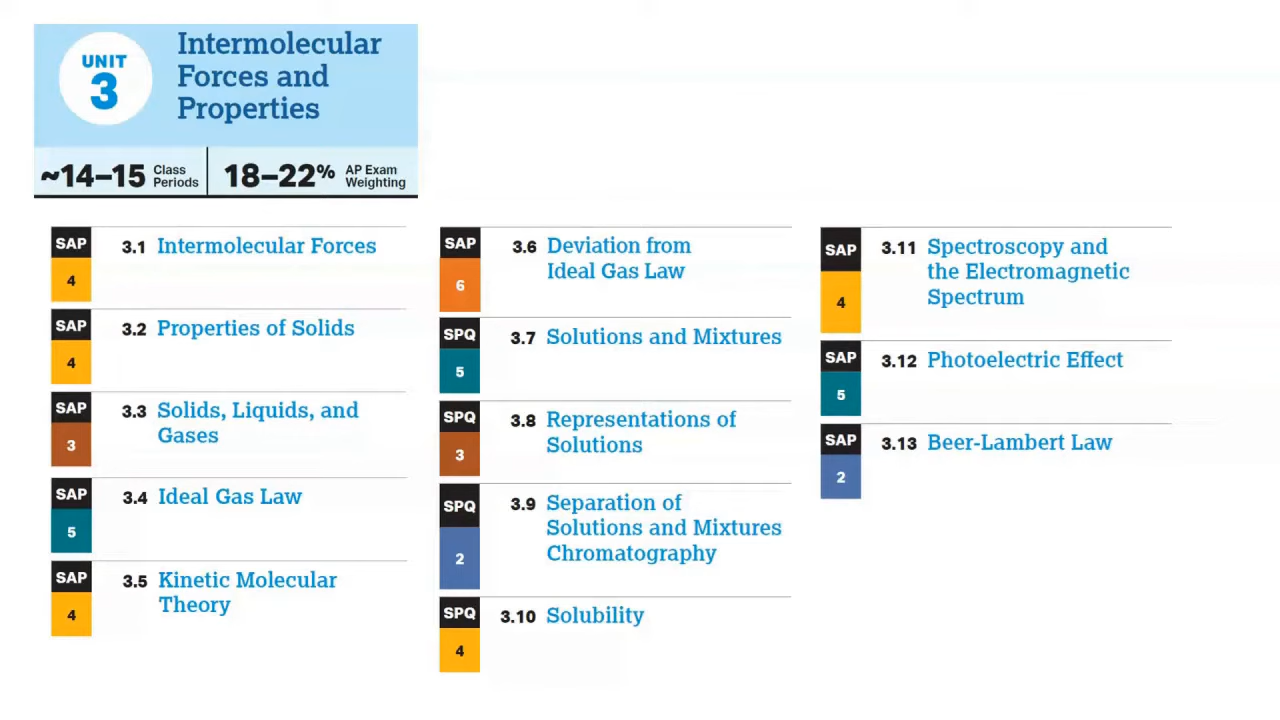 UNIT
3
Intermolecular
Forces and
Properties
~14–15 Class
Periods
18–22% AP Exam
Weighting
SAP
4
3.1 Intermolecular Forces
SAP
4
3.2 Properties of Solids
SAP
3
3.3 Solids, Liquids, and
Gases
SAP
5
3.4 Ideal Gas Law
SAP
4
3.5 Kinetic Molecular
Theory
SAP
6
3.6 Deviation from
Ideal Gas Law
SPQ
5
3.7 Solutions and Mixtures
SPQ
3
3.8 Representations of
Solutions
SPQ
2
3.9 Separation of
Solutions and Mixtures
Chromatography
SPQ
4
3.10 Solubility
SAP
4
3.11 Spectroscopy and
the Electromagnetic
Spectrum
SAP
5
3.12 Photoelectric Effect
SAP
2
3.13 Beer-Lambert Law